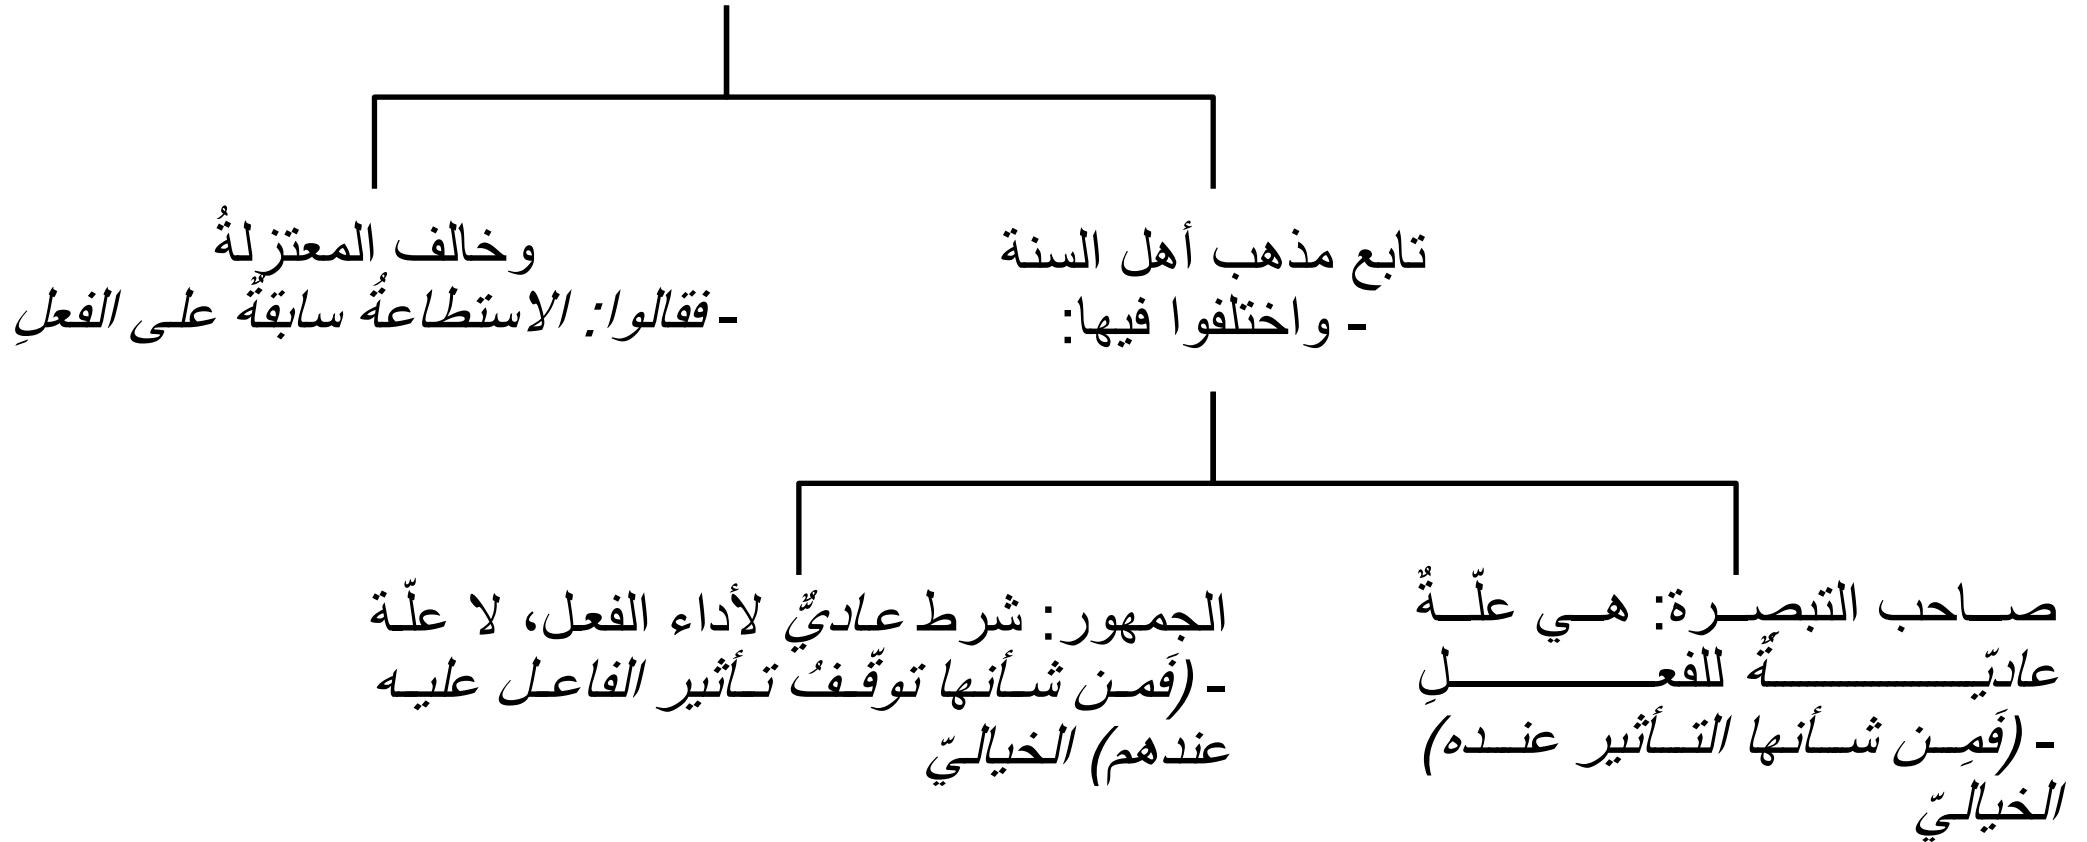 تابع مذهب أهل السنة
- واختلفوا فيها:
وخالف المعتزلةُ
- فقالوا: الاستطاعةُ سابقةٌ على الفعلِ
صاحب التبصرة: هي علّةٌ
عاديّةٌ للفعلِ
- (فَمِن شأنها التأثير عنده)
الخياليّ
الجمهور: شرط عاديٌّ لأداء الفعل، لا علّة
- (فَمن شأنها توقّفُ تأثير الفاعل عليه
عندهم) الخياليّ